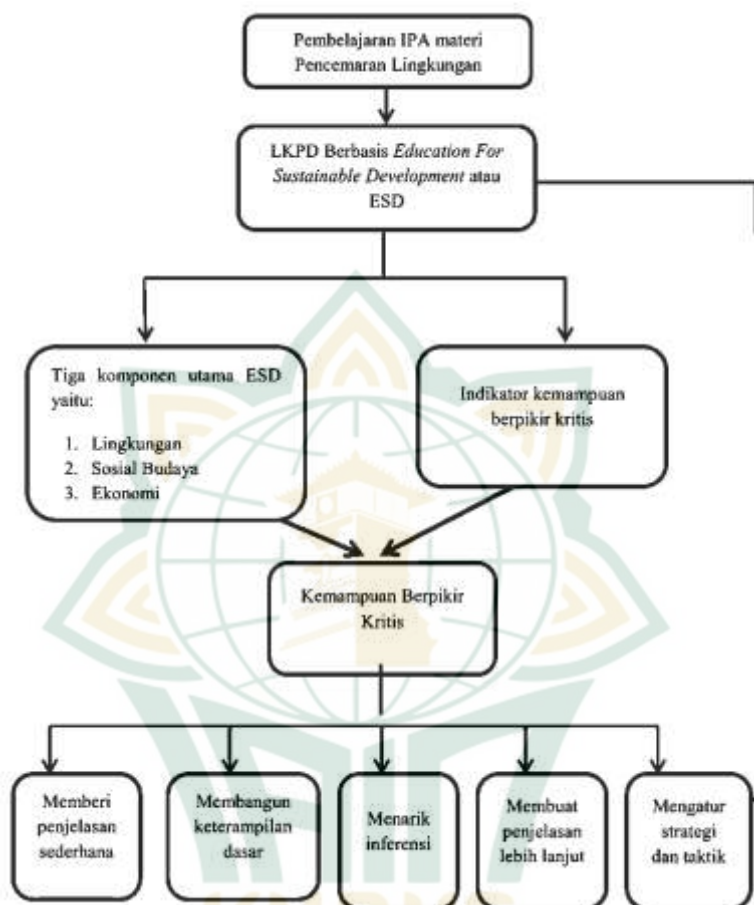 Pembelajaran IPA materi
Pencemaran Lingkungan
LKPD Berbasis Education For
Sustainable Development atau
ESD
Tiga komponen utama ESD
yaitu:
1. Lingkungan
2. Sosial Budaya
3. Ekonomi
Indikator kemampuan
berpikir kritis
Kemampuan Berpikir
Kritis
Memberi
penjelasan
sederhana
Membangun
keterampilan
dasar
Menarik
inferensi
Membuat
penjelasan
lebih lanjut
Mengatur
strategi
dan taktik